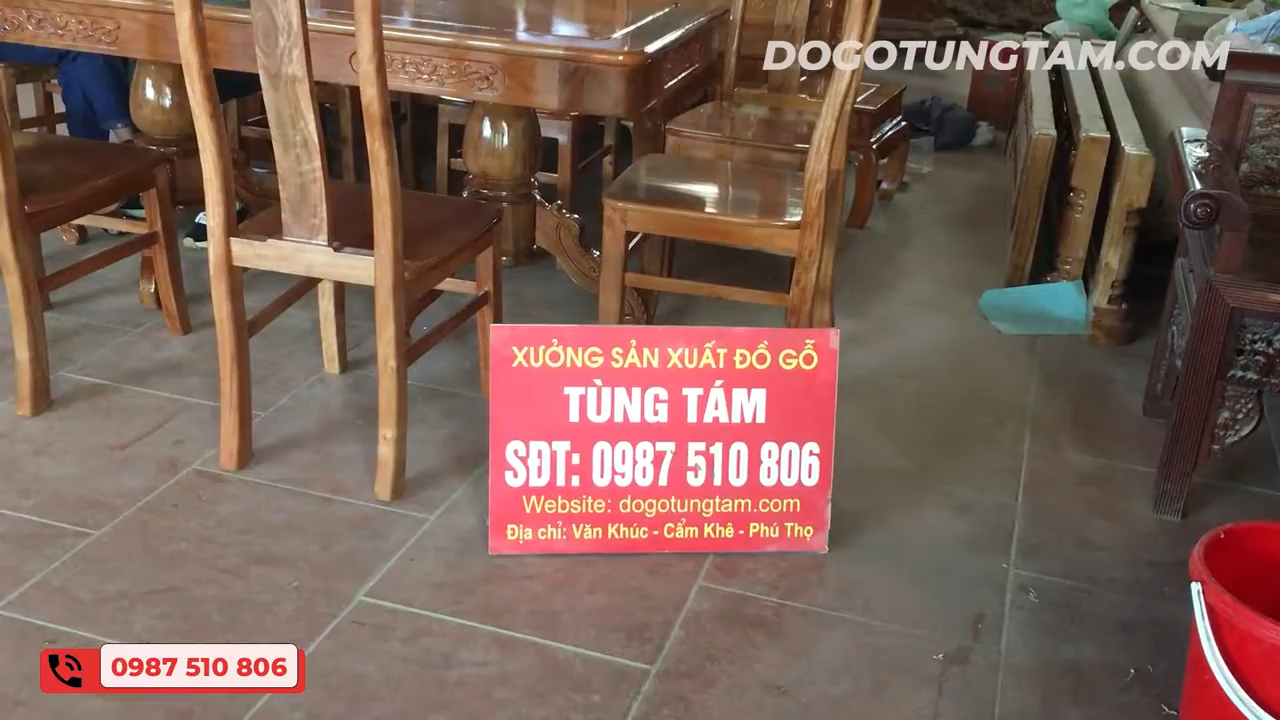 DOGOTUNGTAM.COM
XƯỞNG SẢN XUẤT ĐỒ GỖ
TÙNG TÁM
SĐT: 0987 510 806
Website: dogotungtam.com
Địa chỉ: Văn Khúc - Cẩm Khê - Phú Thọ
0987 510 806